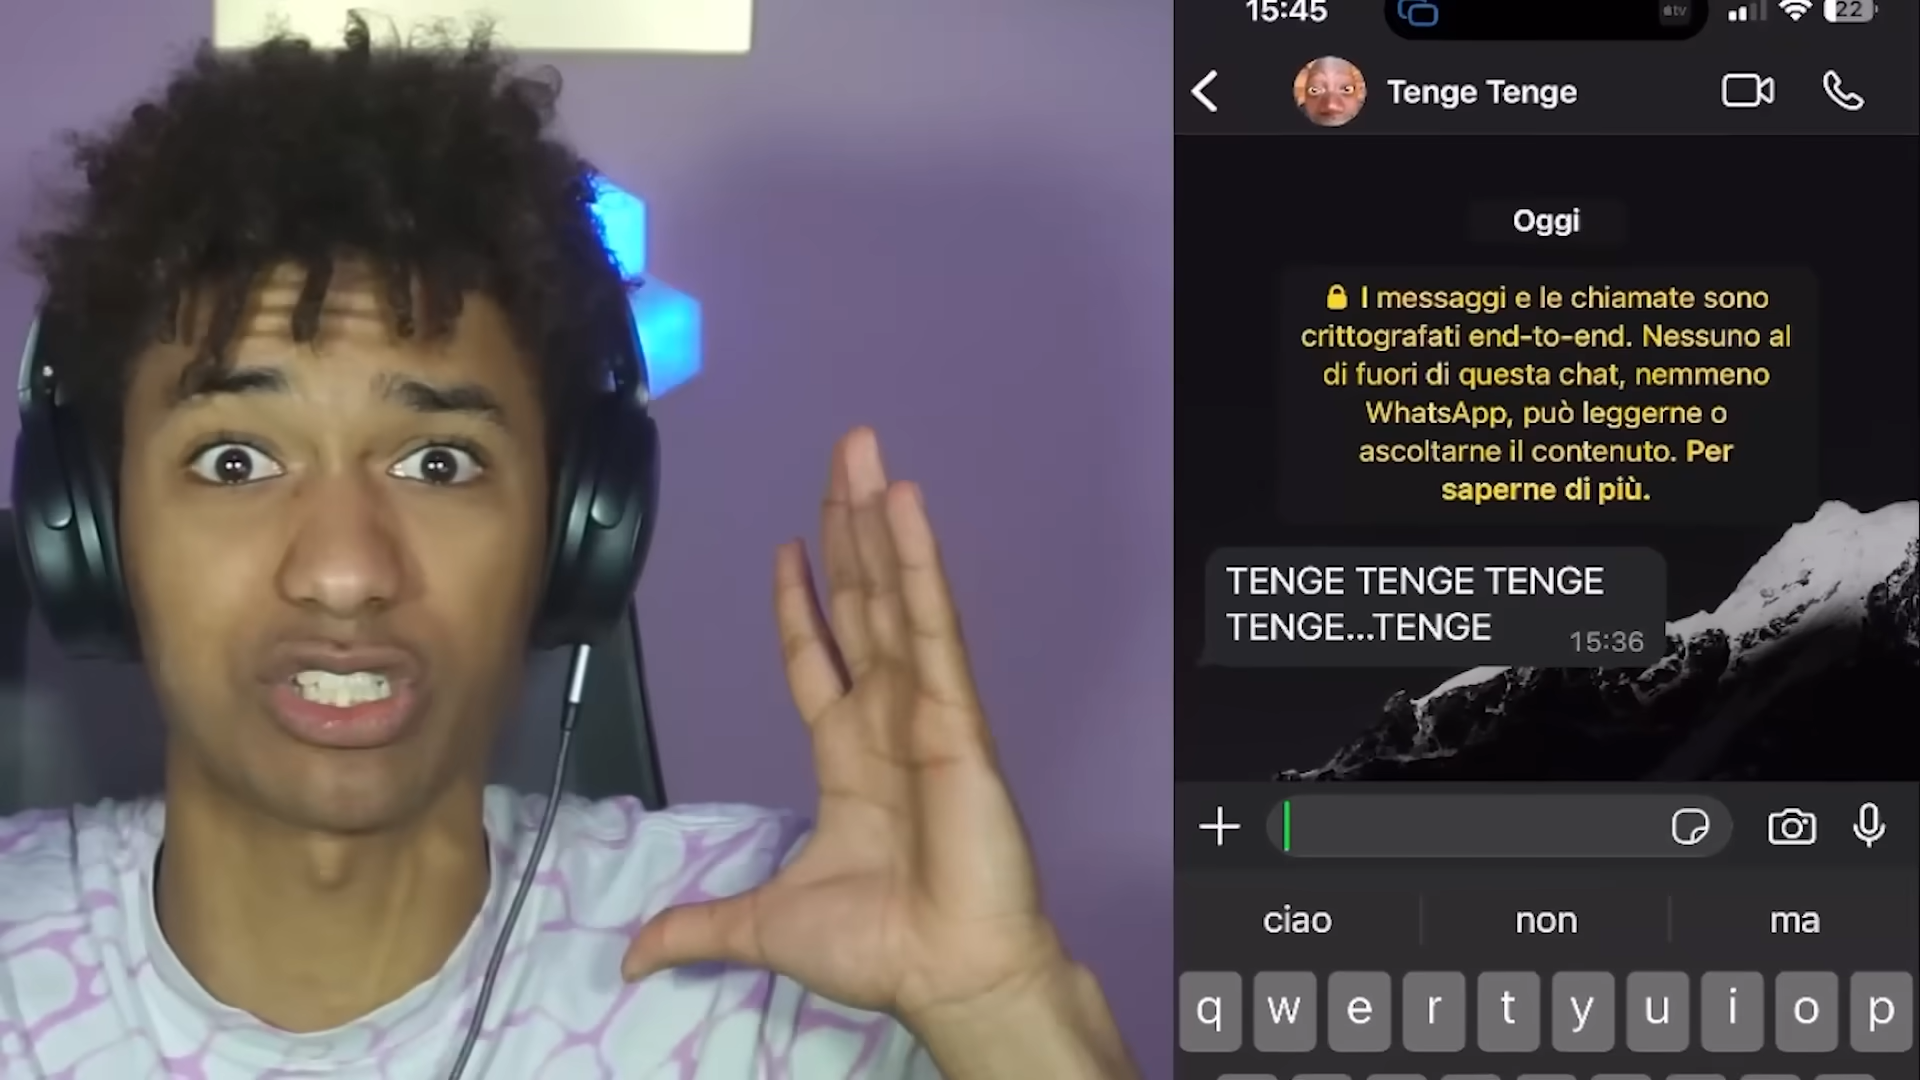 15:45
tv
22
Tenge Tenge
Oggi
I messaggi e le chiamate sono
crittografati end-to-end. Nessuno al
di fuori di questa chat, nemmeno
WhatsApp, può leggerne o
ascoltarne il contenuto. Per
saperne di più.
TENGE TENGE TENGE
TENGE...TENGE
15:36
ciao non ma
q w e r t y u i o p